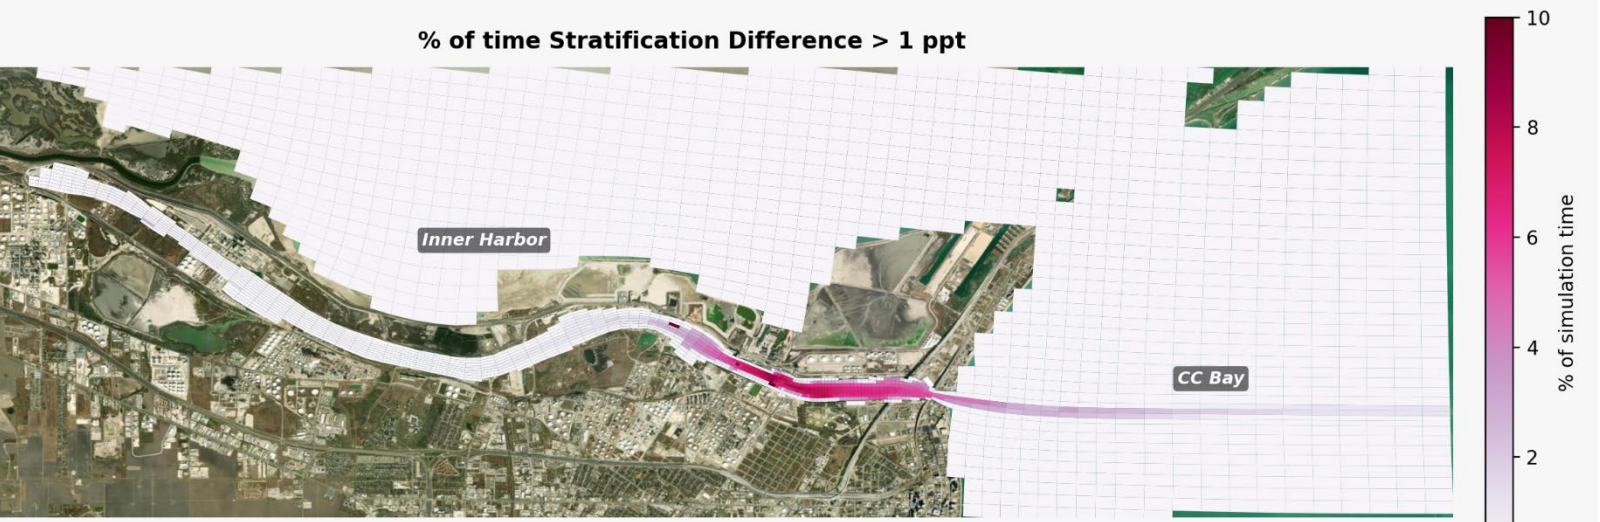 % of time Stratification Difference > 1 ppt
10
8
6
4
2
% of simulation time
Inner Harbor
CC Bay